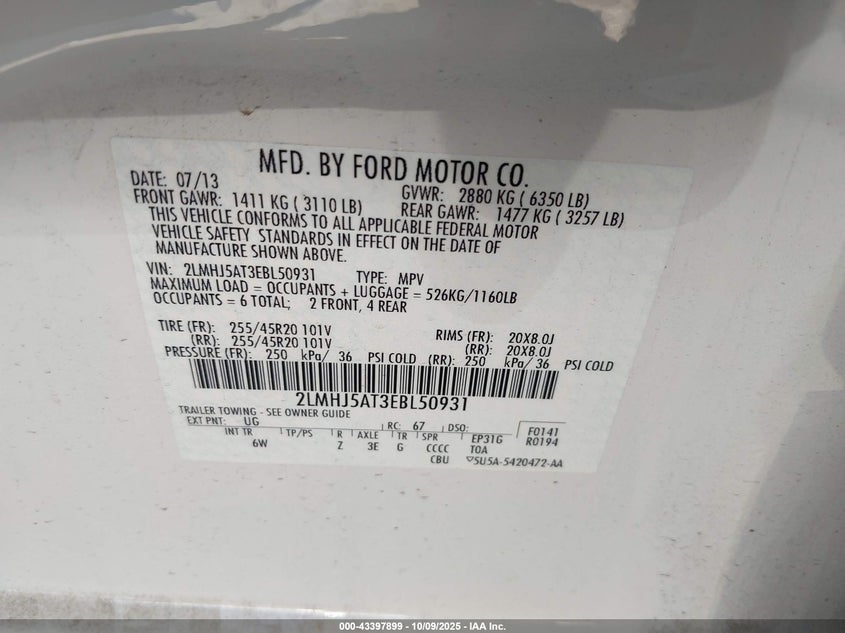 MFD. BY FORD MOTOR CO.
DATE: 07/13 GVWR: 2880 KG ( 6350 LB)
FRONT GAWR: 1411 KG ( 3110 LB) REAR GAWR: 1477 KG ( 3257 LB)
THIS VEHICLE CONFORMS TO ALL APPLICABLE FEDERAL MOTOR
VEHICLE SAFETY STANDARDS IN EFFECT ON THE DATE OF
MANUFACTURE SHOWN ABOVE.
VIN: 2LMHJ5AT3EBL50931 TYPE: MPV
MAXIMUM LOAD = OCCUPANTS + LUGGAGE = 526KG/1160LB
OCCUPANTS = 6 TOTAL; 2 FRONT, 4 REAR
TIRE (FR): 255/45R20 101V RIMS (FR): 20X8.0J
(RR): 255/45R20 101V (RR): 20X8.0J
PRESSURE (FR): 250 kPa/ 36 PSI COLD (RR): 250 kPa/ 36 PSI COLD
2LMHJ5AT3EBL50931
TRAILER TOWING - SEE OWNER GUIDE
EXT PNT: UG RC: 67 DSO: F0141
INT TR TP/PS R AXLE TR SPR EP31G R0194
6W Z 3E G CCCC TOA
CBU 5U5A-5420472-AA
000-43397899 - 10/09/2025 - IAA Inc.